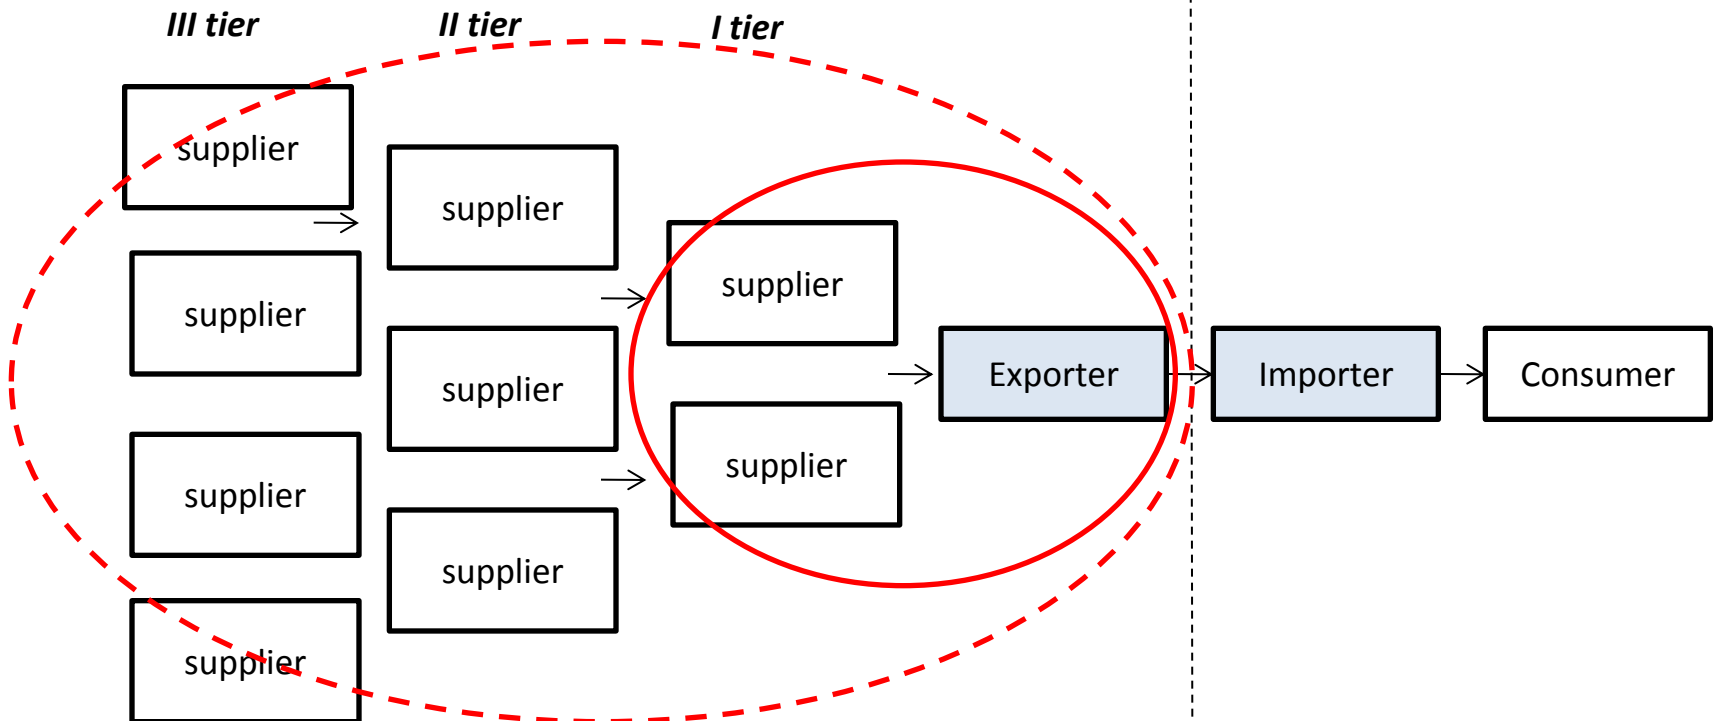 III tier
II tier
I tier
supplier
supplier
supplier
supplier
supplier
supplier
supplier
supplier
supplier
Exporter
Importer
Consumer